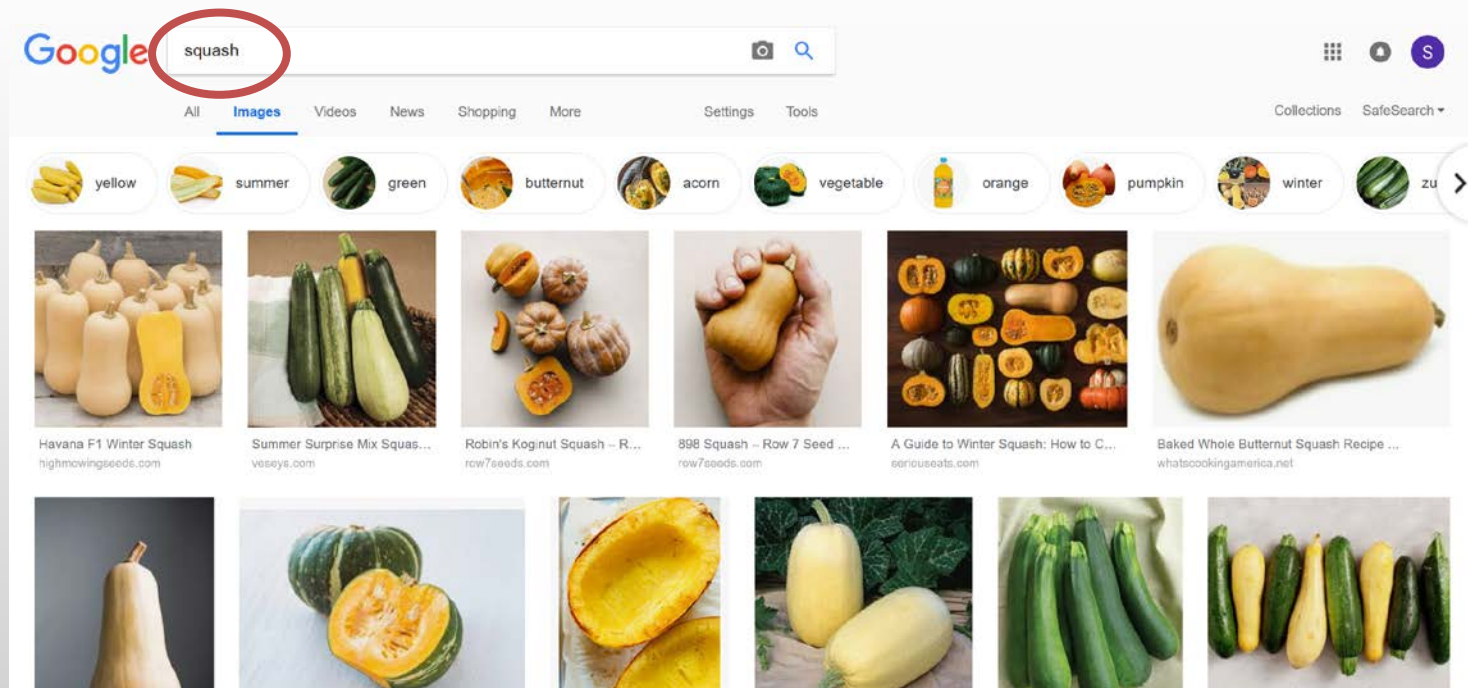 Google squash
All Images Videos News Shopping More Settings Tools Collections SafeSearch
yellow summer green butternut acorn vegetable orange pumpkin winter zu
Havana F1 Winter Squash
highmowingseeds.com
Summer Surprise Mix Squas...
veseys.com
Robin's Koginut Squash – R...
row7seeds.com
898 Squash – Row 7 Seed ...
row7seeds.com
A Guide to Winter Squash: How to C...
seriouseats.com
Baked Whole Butternut Squash Recipe ...
whatscookingamerica.net
S